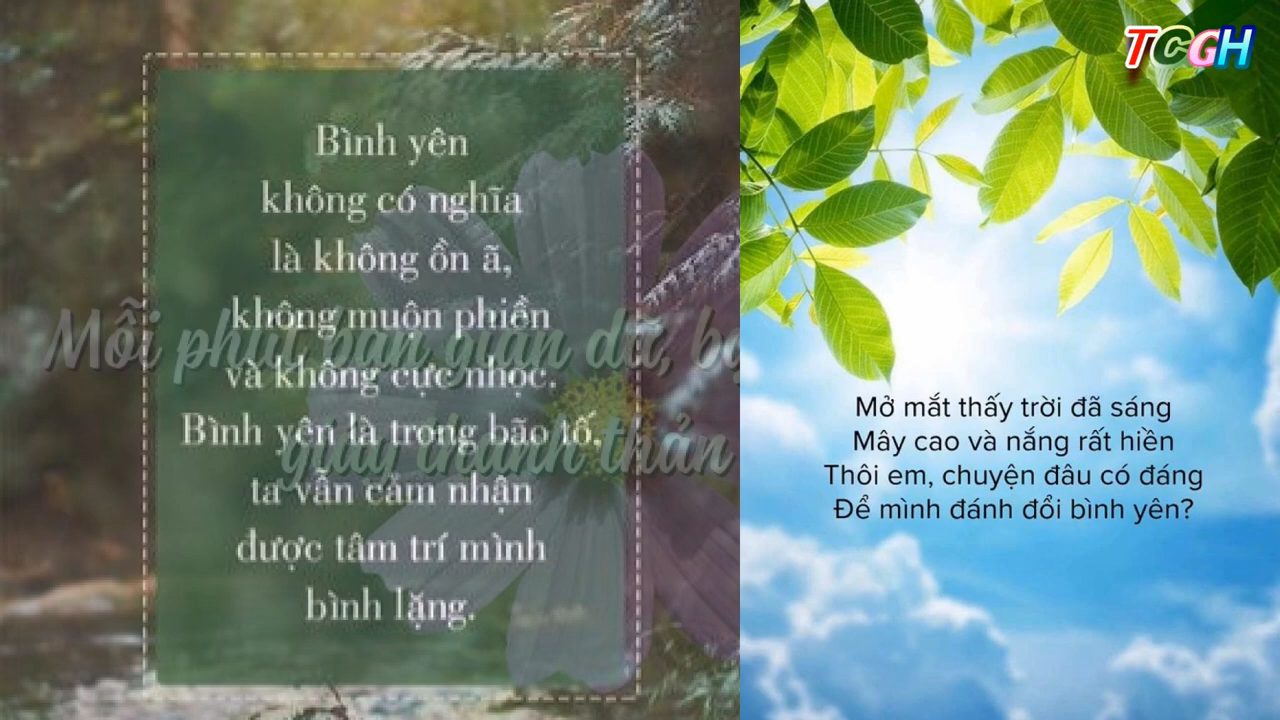 Bình yên
không có nghĩa
là không ồn ã,
không muôn phiền
và không cực nhọc.
Bình yên là trong bão tố,
ta vẫn cảm nhận
được tâm trí mình
bình lặng.
Mỗi phút bạn giận dữ,
giây thanh thản
TCGH
Mở mắt thấy trời đã sáng
Mây cao và nắng rất hiền
Thôi em, chuyện đâu có đáng
Để mình đánh đổi bình yên?